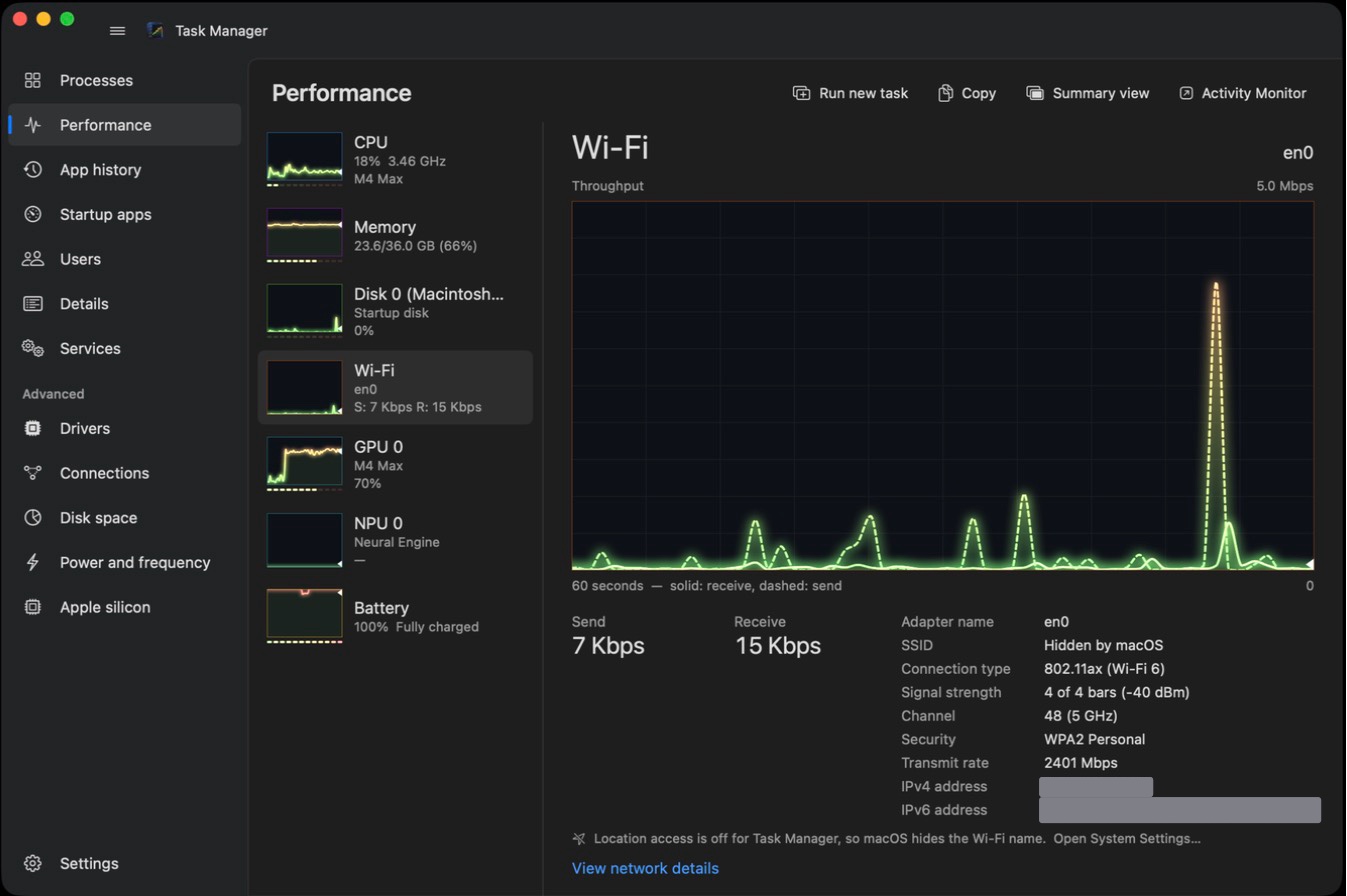 Task Manager
Processes
Performance
App history
Startup apps
Users
Details
Services
Advanced
Drivers
Connections
Disk space
Power and frequency
Apple silicon
Settings
Performance
Run new task
Copy
Summary view
Activity Monitor
CPU
18% 3.46 GHz
M4 Max
Memory
23.6/36.0 GB (66%)
Disk 0 (Macintosh...
Startup disk
0%
Wi-Fi
en0
S: 7 Kbps R: 15 Kbps
GPU 0
M4 Max
70%
NPU 0
Neural Engine
—
Battery
100% Fully charged
Wi-Fi
en0
Throughput
5.0 Mbps
60 seconds — solid: receive, dashed: send
0
Send
7 Kbps
Receive
15 Kbps
Adapter name en0
SSID Hidden by macOS
Connection type 802.11ax (Wi-Fi 6)
Signal strength 4 of 4 bars (-40 dBm)
Channel 48 (5 GHz)
Security WPA2 Personal
Transmit rate 2401 Mbps
IPv4 address
IPv6 address
Location access is off for Task Manager, so macOS hides the Wi-Fi name. Open System Settings...
View network details